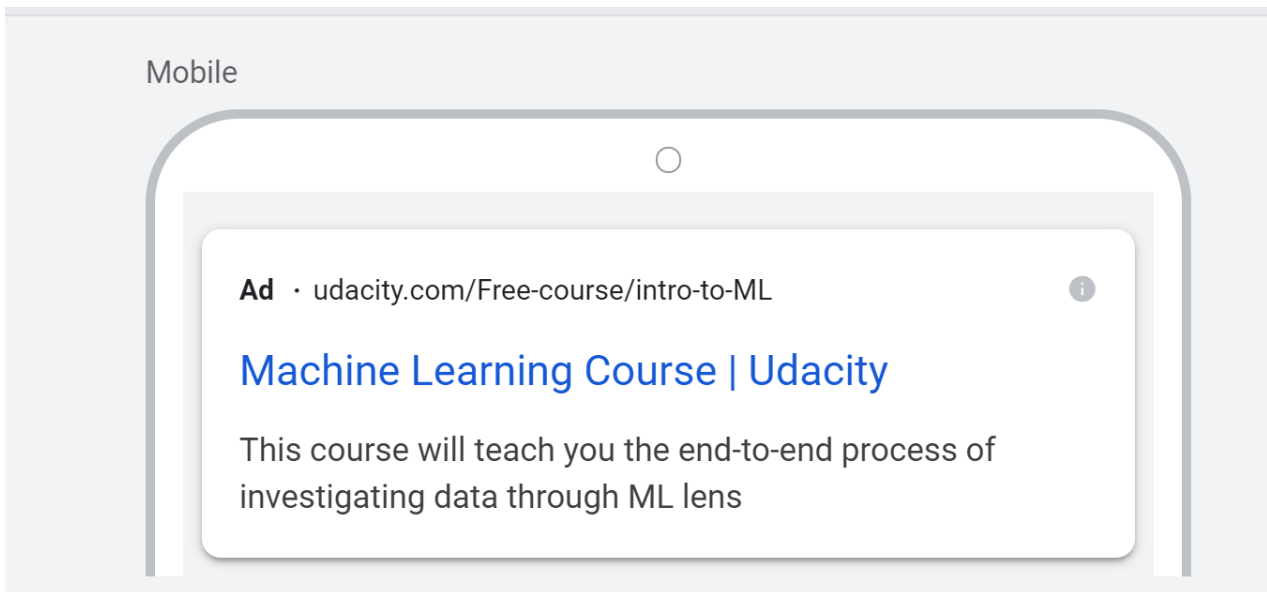 Mobile
Ad · udacity.com/Free-course/intro-to-ML
Machine Learning Course | Udacity
This course will teach you the end-to-end process of
investigating data through ML lens